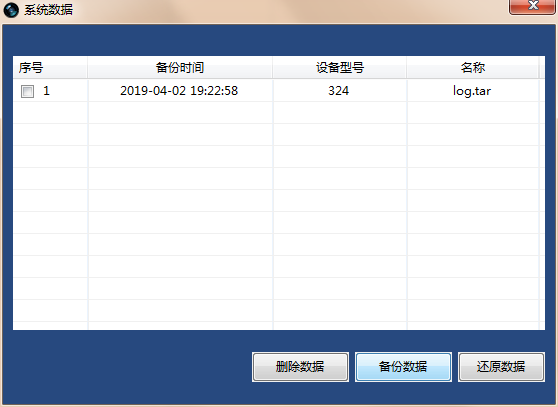 系统数据
序号 备份时间 设备型号 名称
1 2019-04-02 19:22:58 324 log.tar
删除数据 备份数据 还原数据